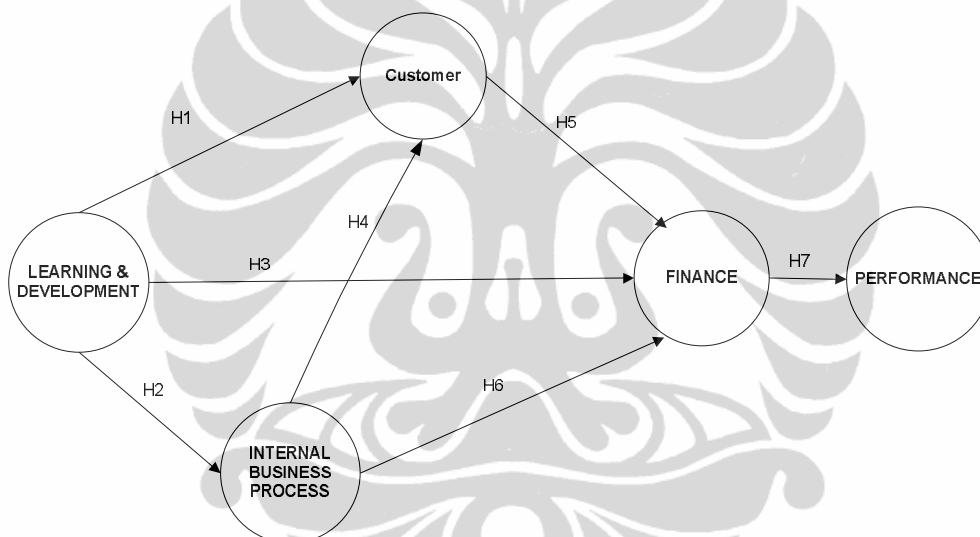 Customer
H1
H5
H4
LEARNING &
DEVELOPMENT
H3
FINANCE
H7
PERFORMANCE
H2
H6
INTERNAL
BUSINESS
PROCESS